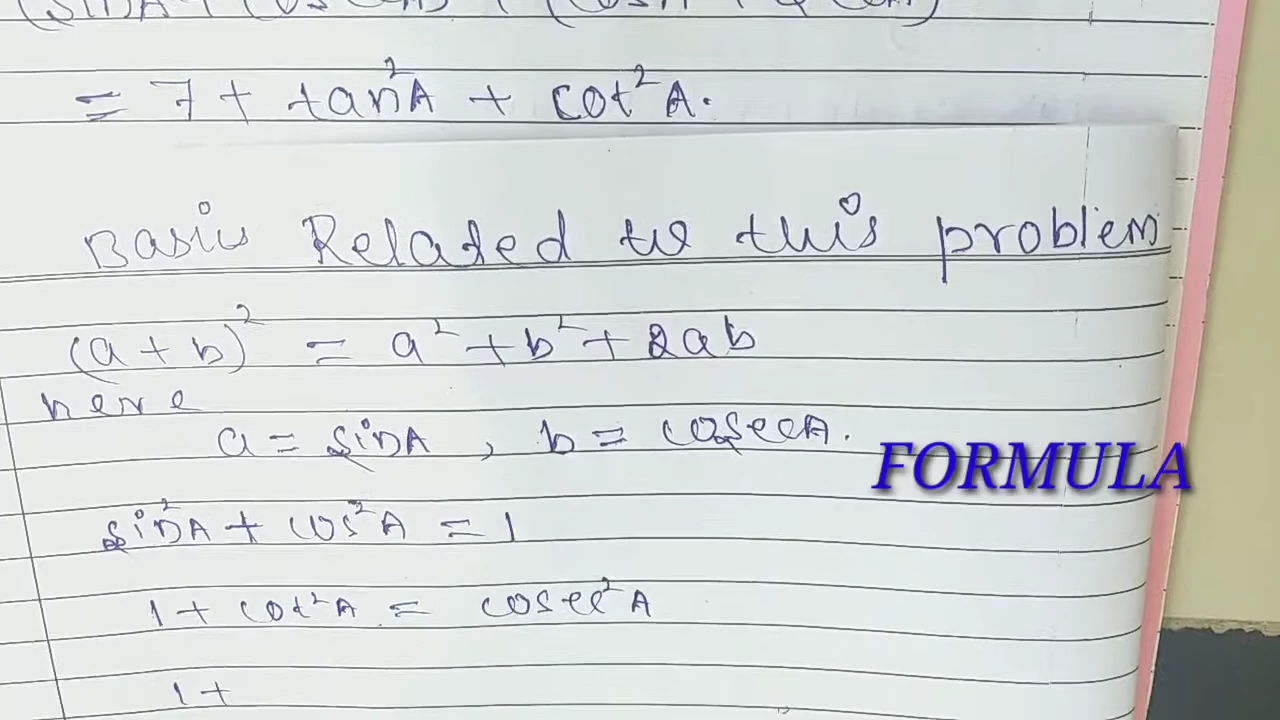 = 7 + tan²A + cot²A.
Basics Related to this problem
(a + b)² = a² + b² + 2ab
here
a = sinA , b = cosecA.
FORMULA
sin²A + cos²A = 1
1 + cot²A = cosec²A
1 +